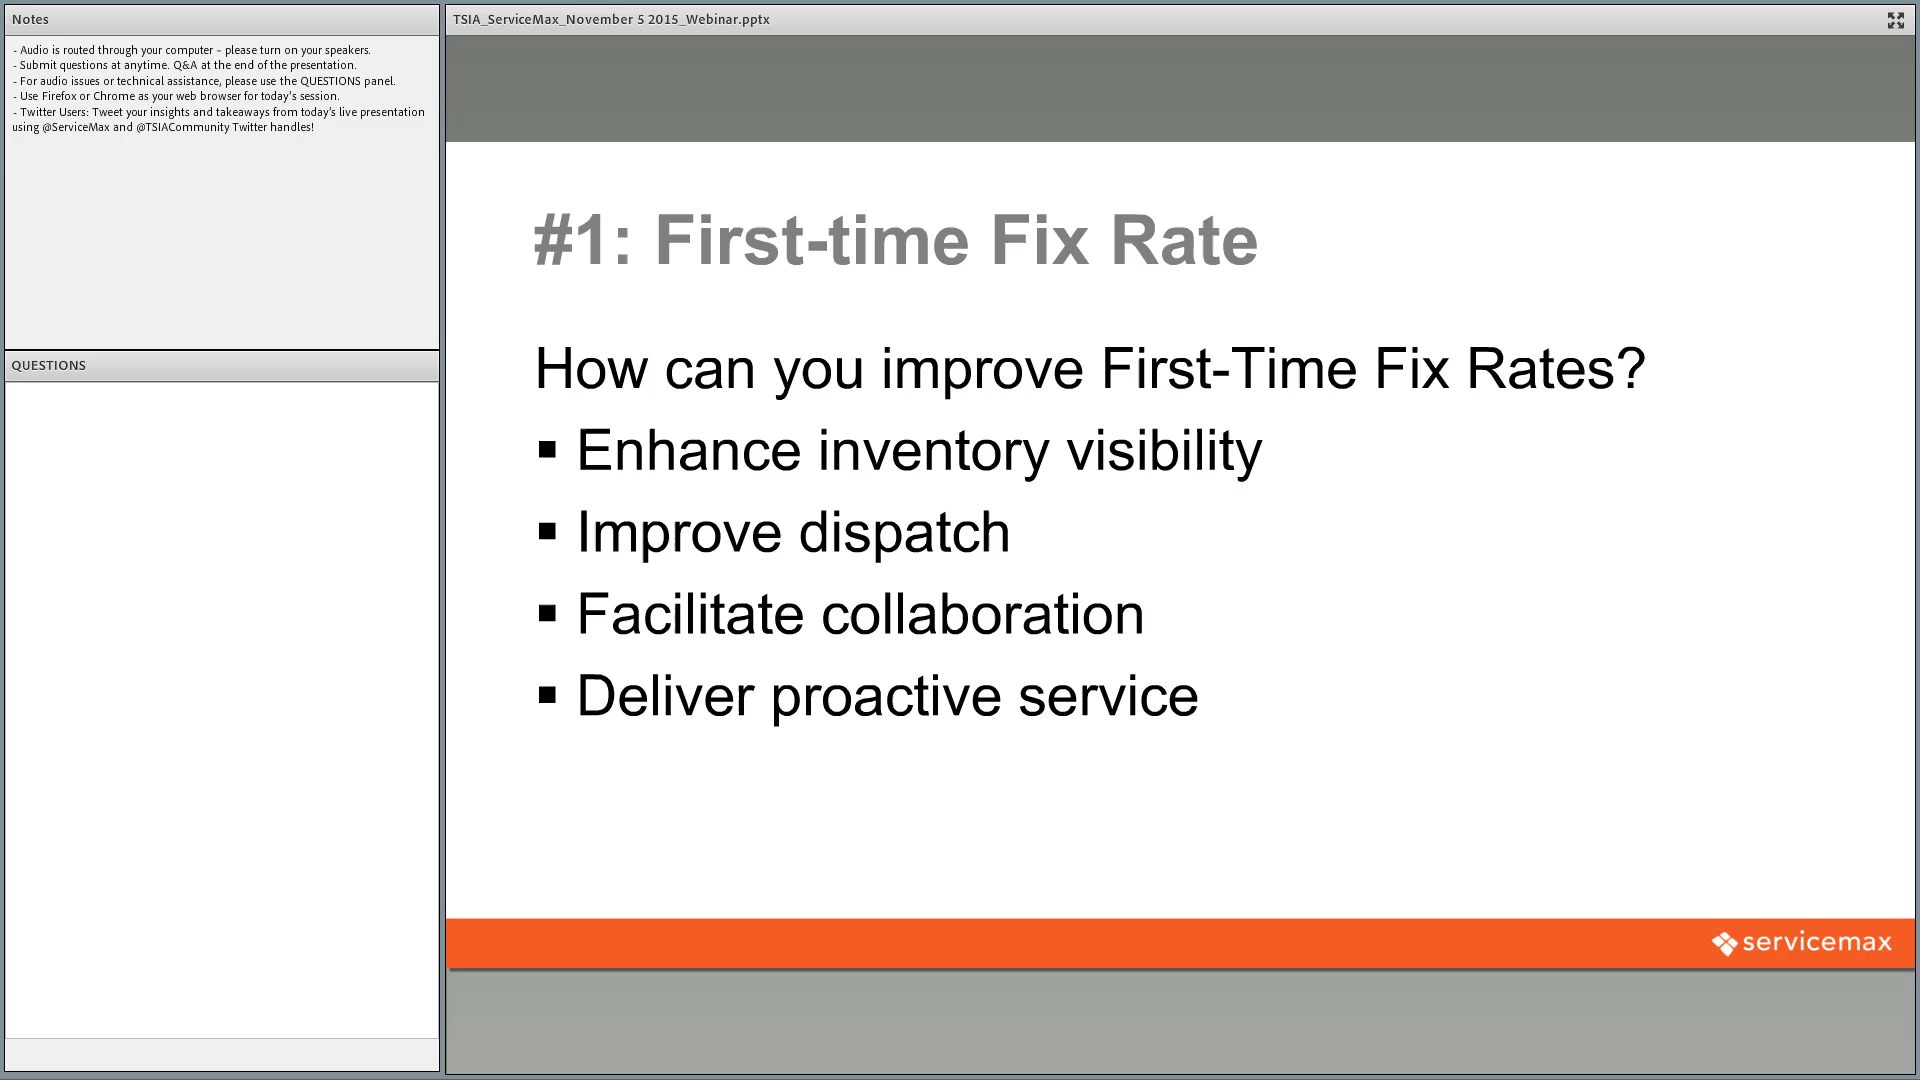 Notes
- Audio is routed through your computer – please turn on your speakers.
- Submit questions at anytime. Q&A at the end of the presentation.
- For audio issues or technical assistance, please use the QUESTIONS panel.
- Use Firefox or Chrome as your web browser for today's session.
- Twitter Users: Tweet your insights and takeaways from today's live presentation
using @ServiceMax and @TSIACommunity Twitter handles!
QUESTIONS
TSIA_ServiceMax_November 5 2015_Webinar.pptx
#1: First-time Fix Rate
How can you improve First-Time Fix Rates?
▪ Enhance inventory visibility
▪ Improve dispatch
▪ Facilitate collaboration
▪ Deliver proactive service
servicemax